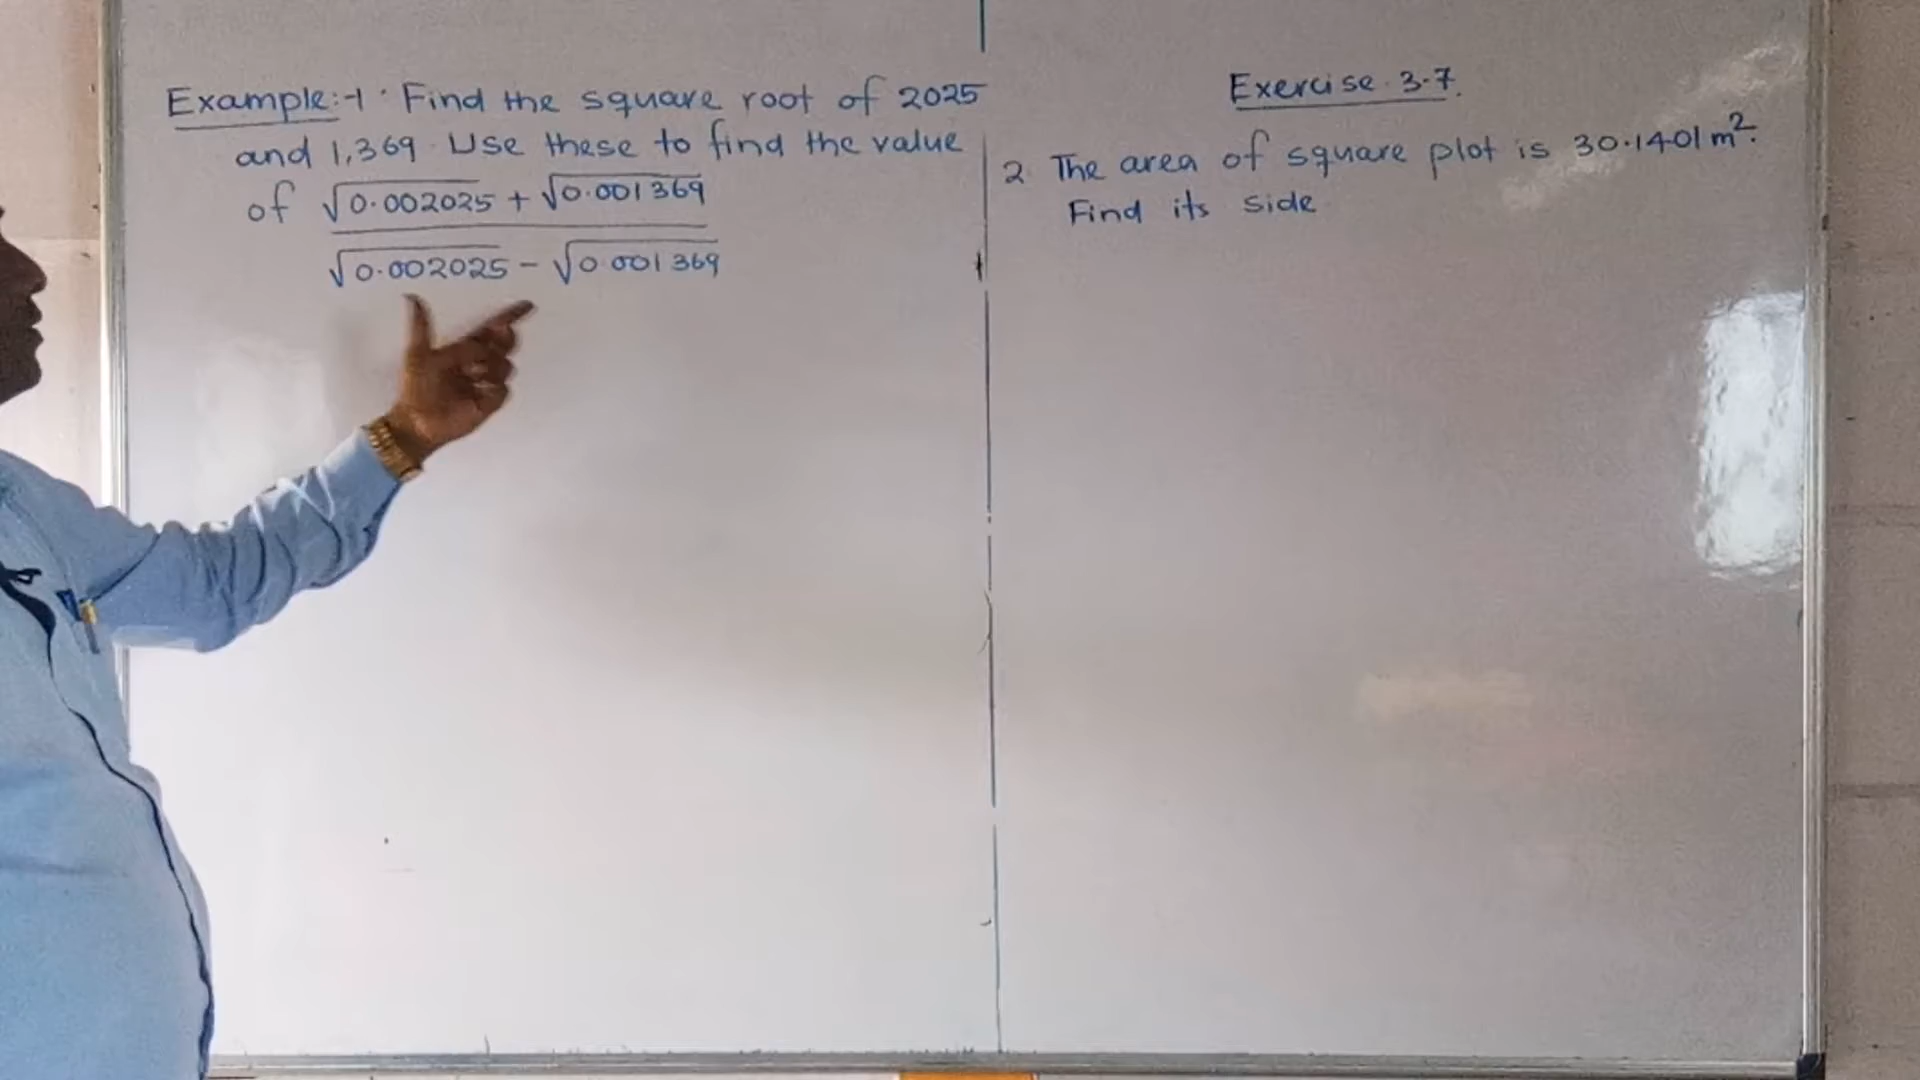 Example:-1. Find the square root of 2025
and 1,369. Use these to find the value
of √0.002025 + √0.001369
√0.002025 - √0.001369
Exercise 3.7.
2. The area of square plot is 30.1401 m².
Find its side.